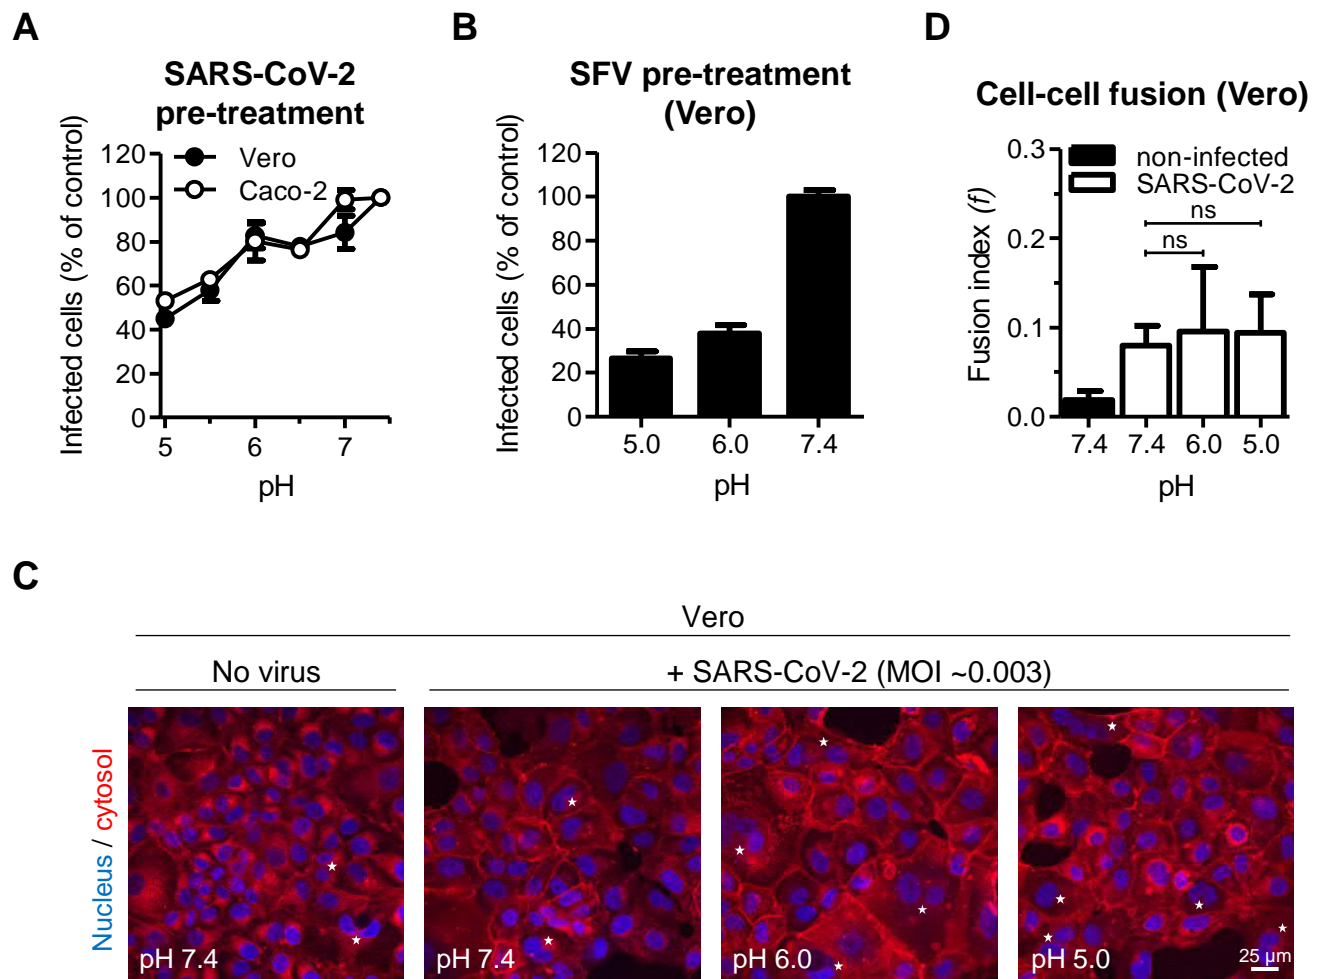 A
SARS-CoV-2
pre-treatment
Infected cells (% of control)
120
100
80
60
40
20
0
Vero
Caco-2
5
6
7
pH
B
SFV pre-treatment
(Vero)
Infected cells (% of control)
120
100
80
60
40
20
0
5.0
6.0
7.4
pH
D
Cell-cell fusion (Vero)
Fusion index (f)
0.3
0.2
0.1
0.0
non-infected
SARS-CoV-2
ns
ns
7.4
7.4
6.0
5.0
pH
C
Vero
No virus
+ SARS-CoV-2 (MOI ~0.003)
Nucleus / cytosol
pH 7.4
pH 7.4
pH 6.0
pH 5.0
25 µm